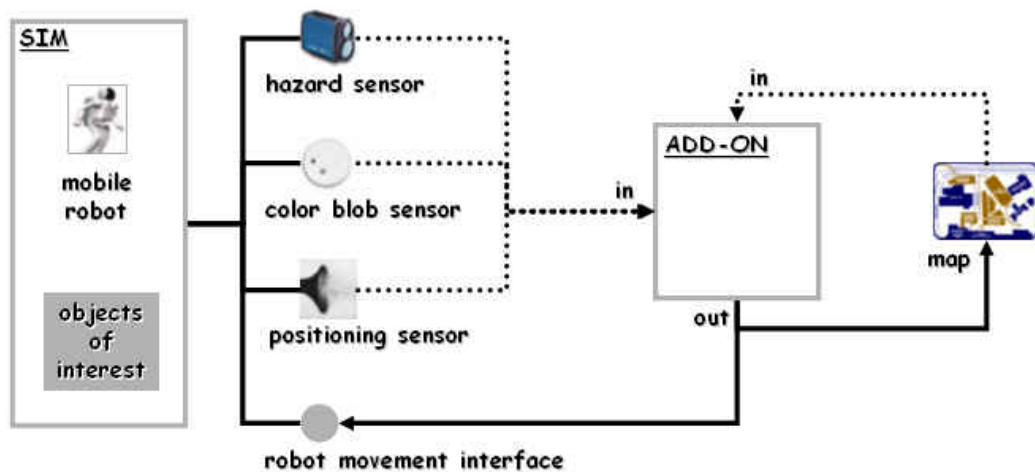 SIM
mobile
robot
objects
of
interest
hazard sensor
color blob sensor
positioning sensor
robot movement interface
in
ADD-ON
out
in
map